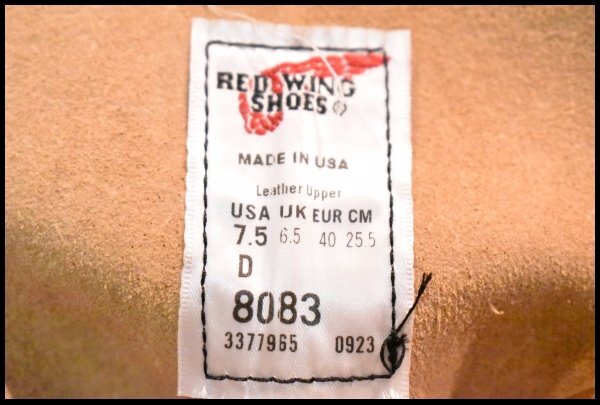 RED WING
SHOES ®
MADE IN USA
Leather Upper
USA UK EUR CM
7.5 6.5 40 25.5
D
8083
3377965 0923